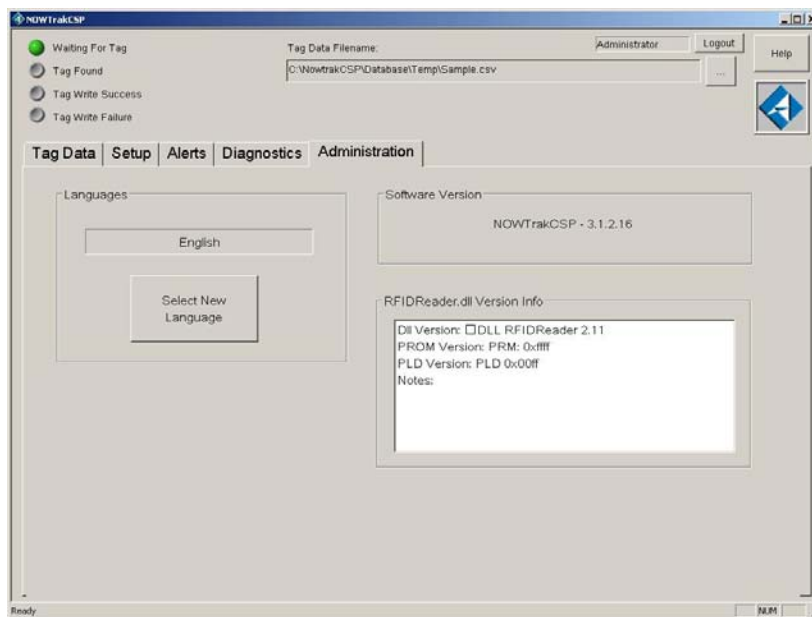 NOWTrakCSP
Waiting For Tag
Tag Found
Tag Write Success
Tag Write Failure
Tag Data Filename:
C:\NowtrakCSP\Database\Temp\Sample.csv
...
Administrator
Logout
Help
Tag Data
Setup
Alerts
Diagnostics
Administration
Languages
English
Select New
Language
Software Version
NOWTrakCSP - 3.1.2.16
RFIDReader.dll Version Info
Dll Version: □DLL RFIDReader 2.11
PROM Version: PRM: 0xffff
PLD Version: PLD 0x00ff
Notes:
Ready
NUM